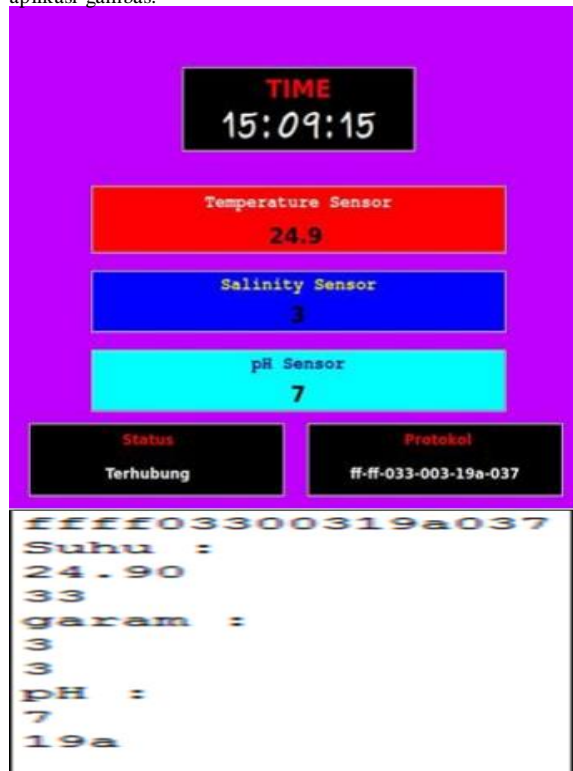 aplikasi gambas.
TIME
15:09:15
Temperature Sensor
24.9
Salinity Sensor
3
pH Sensor
7
Status
Terhubung
Protokol
ff-ff-033-003-19a-037
ffff03300319a037
Suhu :
24.90
33
garam :
3
3
pH :
7
19a